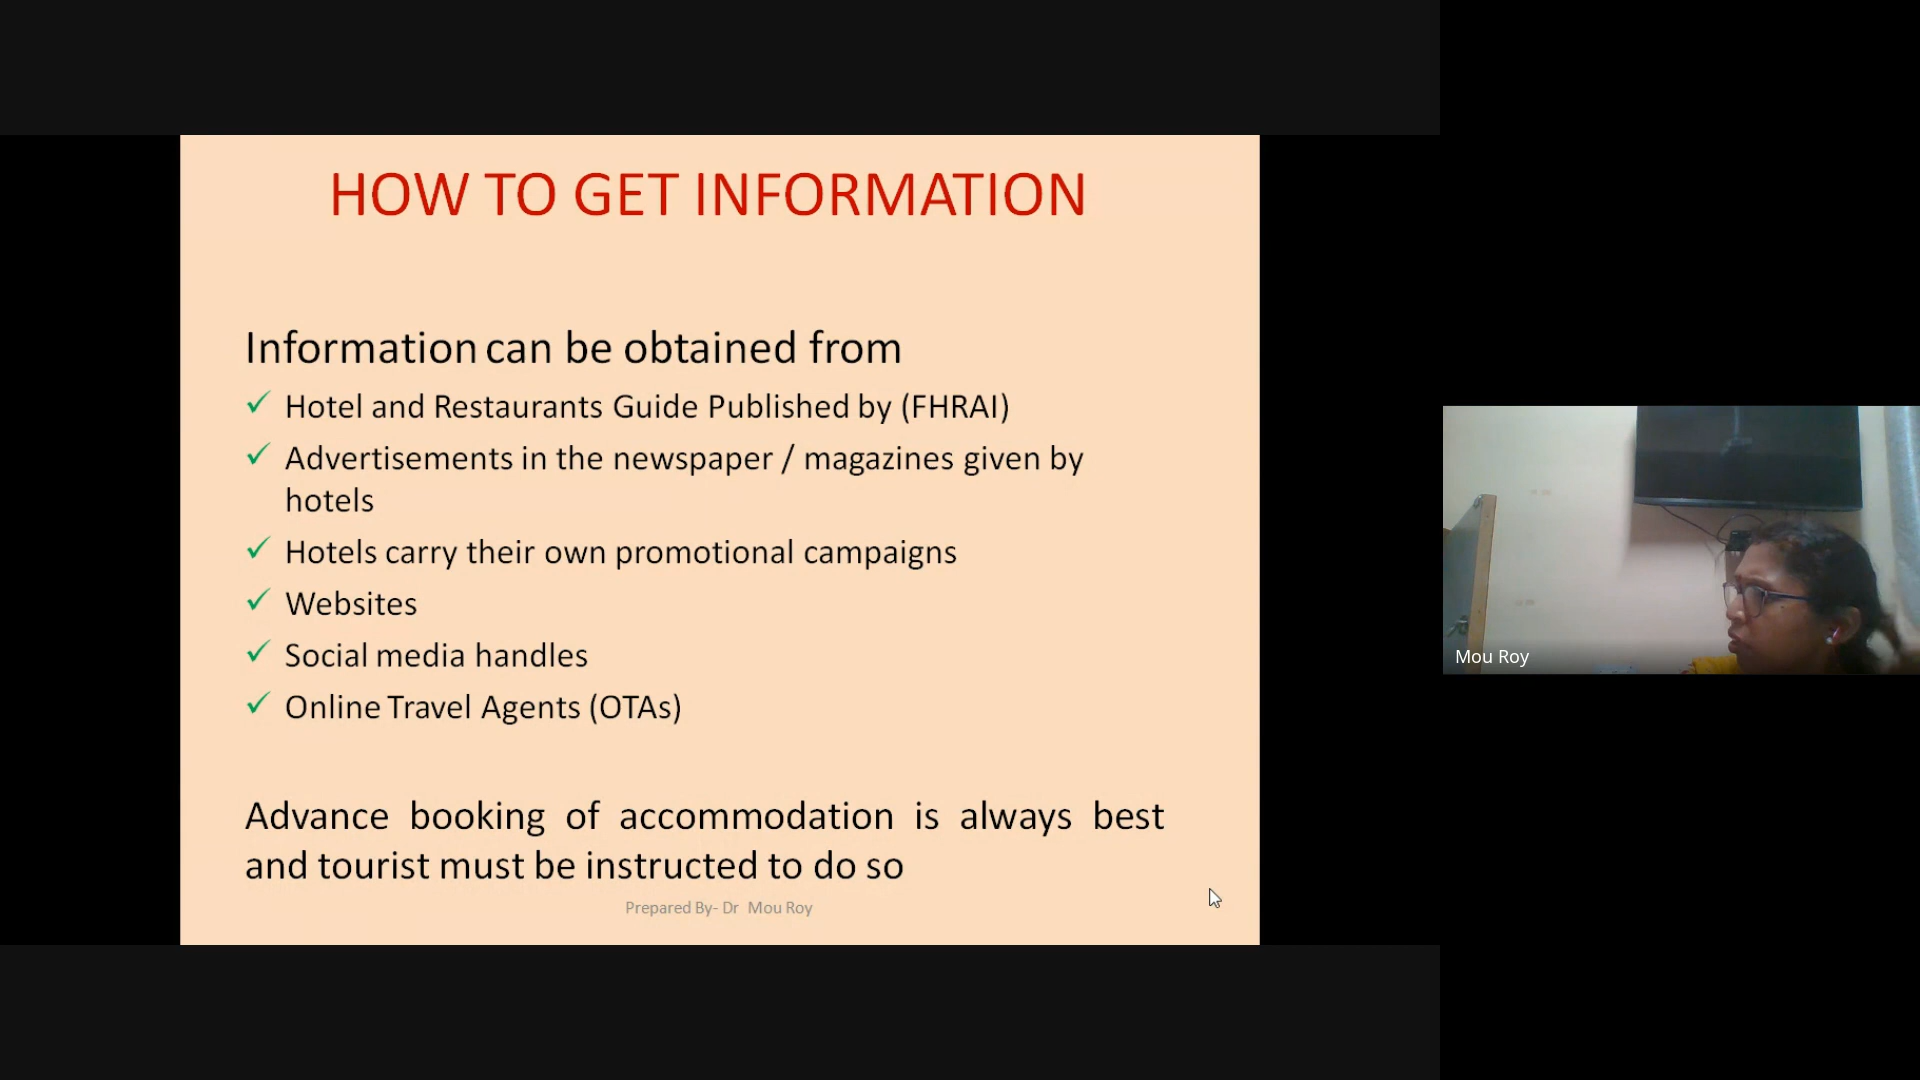 HOW TO GET INFORMATION
Information can be obtained from
✓ Hotel and Restaurants Guide Published by (FHRAI)
✓ Advertisements in the newspaper / magazines given by
hotels
✓ Hotels carry their own promotional campaigns
✓ Websites
✓ Social media handles
✓ Online Travel Agents (OTAs)
Advance booking of accommodation is always best
and tourist must be instructed to do so
Prepared By- Dr Mou Roy
Mou Roy